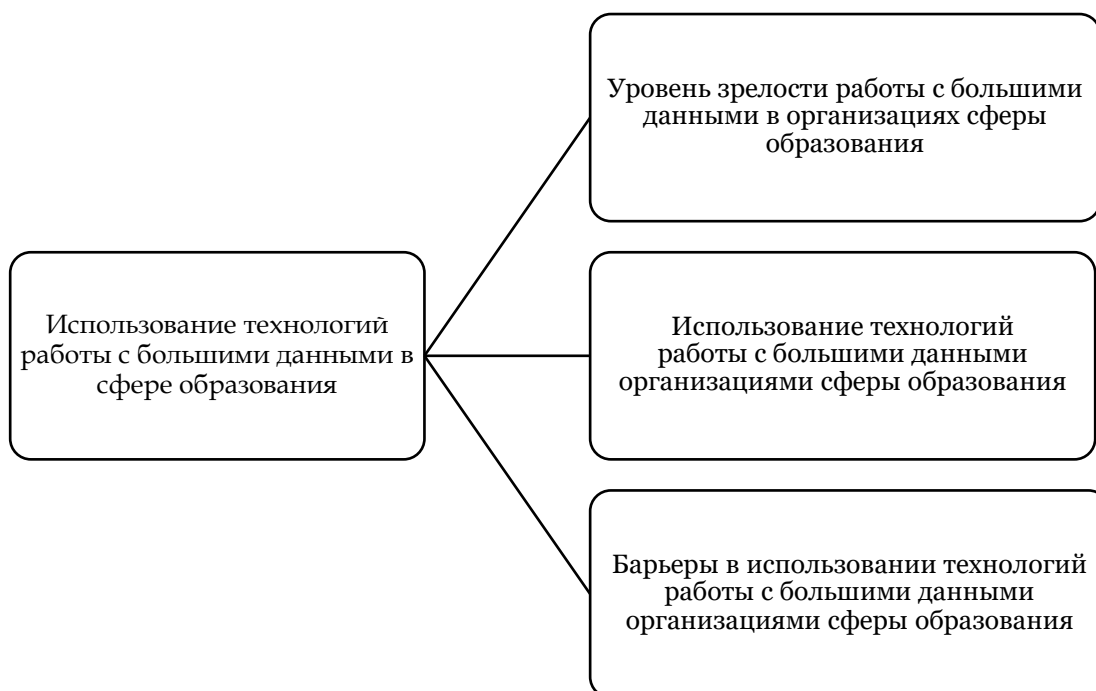 Уровень зрелости работы с большими
данными в организациях сферы
образования
Использование технологий
работы с большими данными в
сфере образования
Использование технологий
работы с большими данными
организациями сферы образования
Барьеры в использовании технологий
работы с большими данными
организациями сферы образования